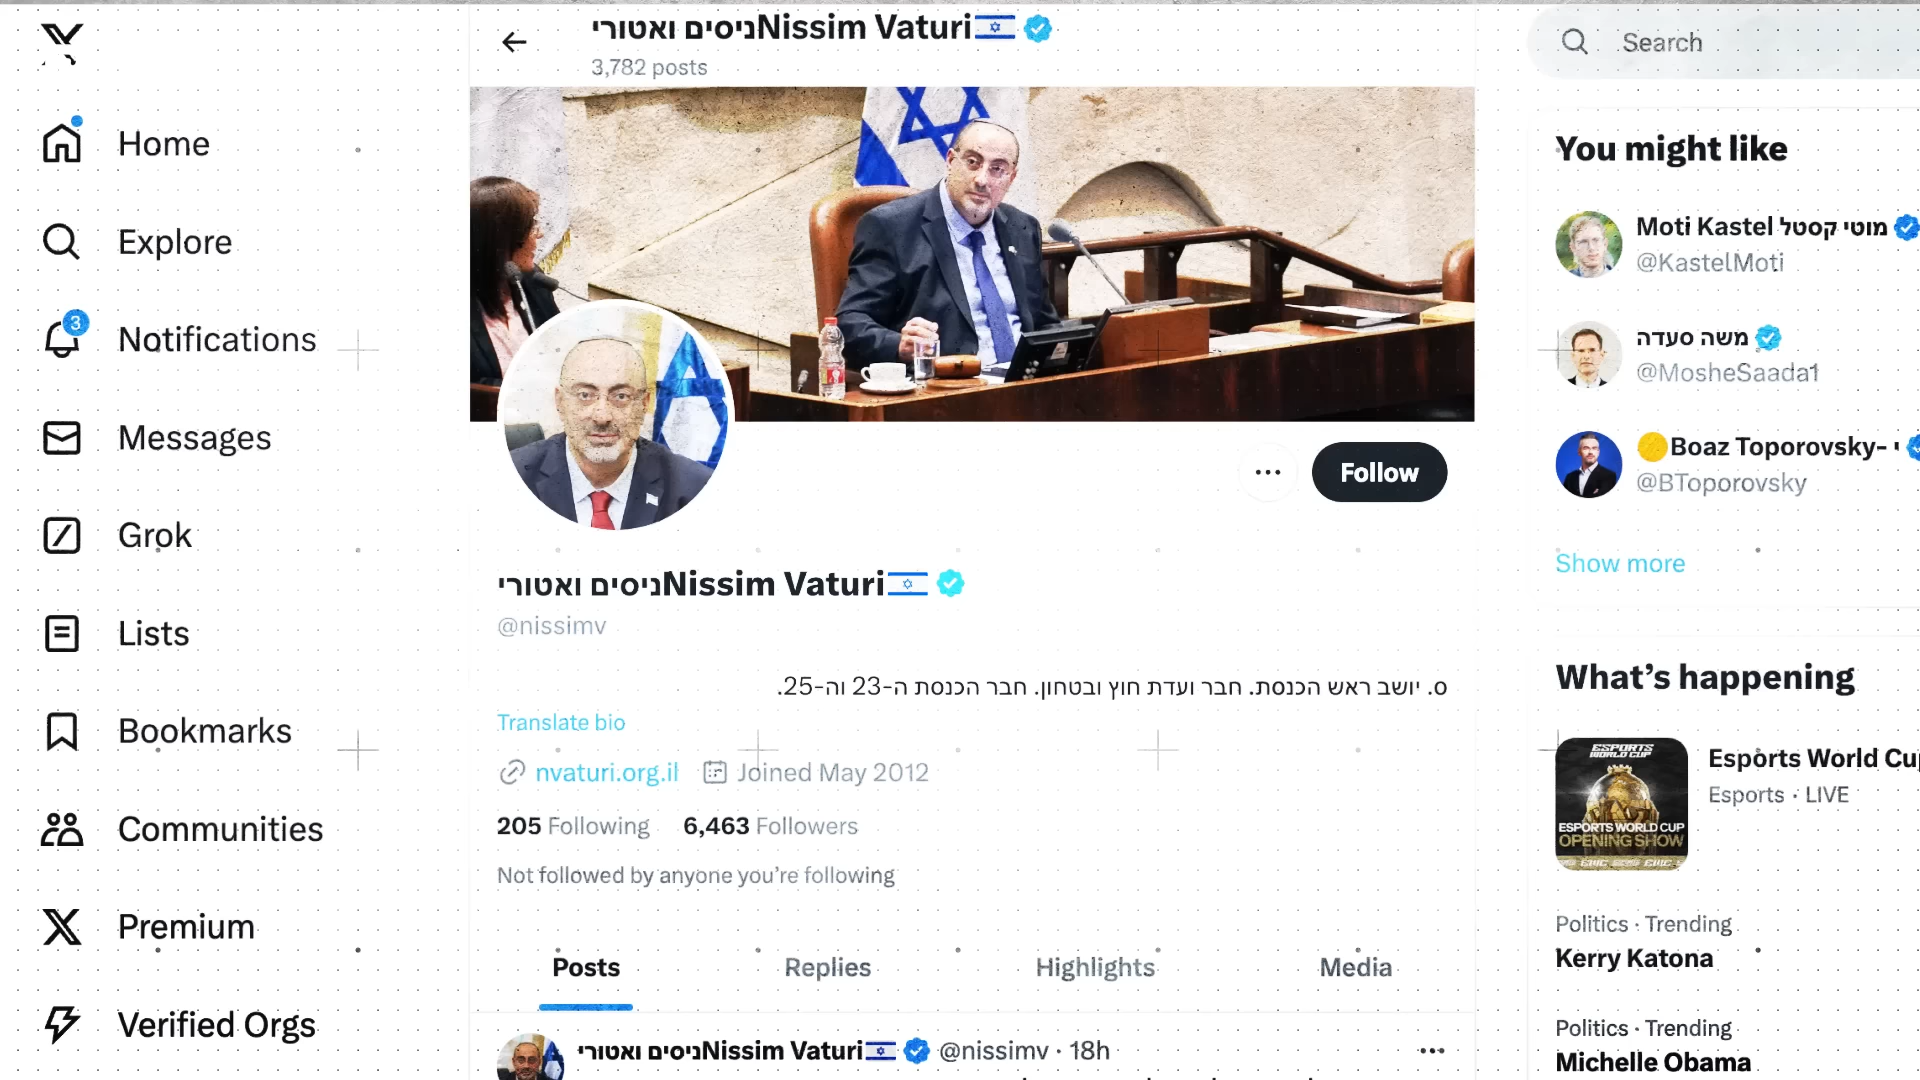 Home
Explore
3
Notifications
Messages
Grok
Lists
Bookmarks
Communities
Premium
Verified Orgs
ניסים ואטוריNissim Vaturi
3,782 posts
Follow
ניסים ואטוריNissim Vaturi
@nissimv
ס. יושב ראש הכנסת. חבר ועדת חוץ ובטחון. חבר הכנסת ה-23 וה-25.
Translate bio
nvaturi.org.il Joined May 2012
205 Following 6,463 Followers
Not followed by anyone you’re following
Posts Replies Highlights Media
ניסים ואטוריNissim Vaturi @nissimv · 18h
Search
You might like
Moti Kastel מוטי קסטל
@KastelMoti
משה סעדה
@MosheSaada1
Boaz Toporovsky- י
@BToporovsky
Show more
What’s happening
ESPORTS
WORLD CUP
ESPORTS WORLD CUP
OPENING SHOW
Esports World Cup
Esports · LIVE
Politics · Trending
Kerry Katona
Politics · Trending
Michelle Obama